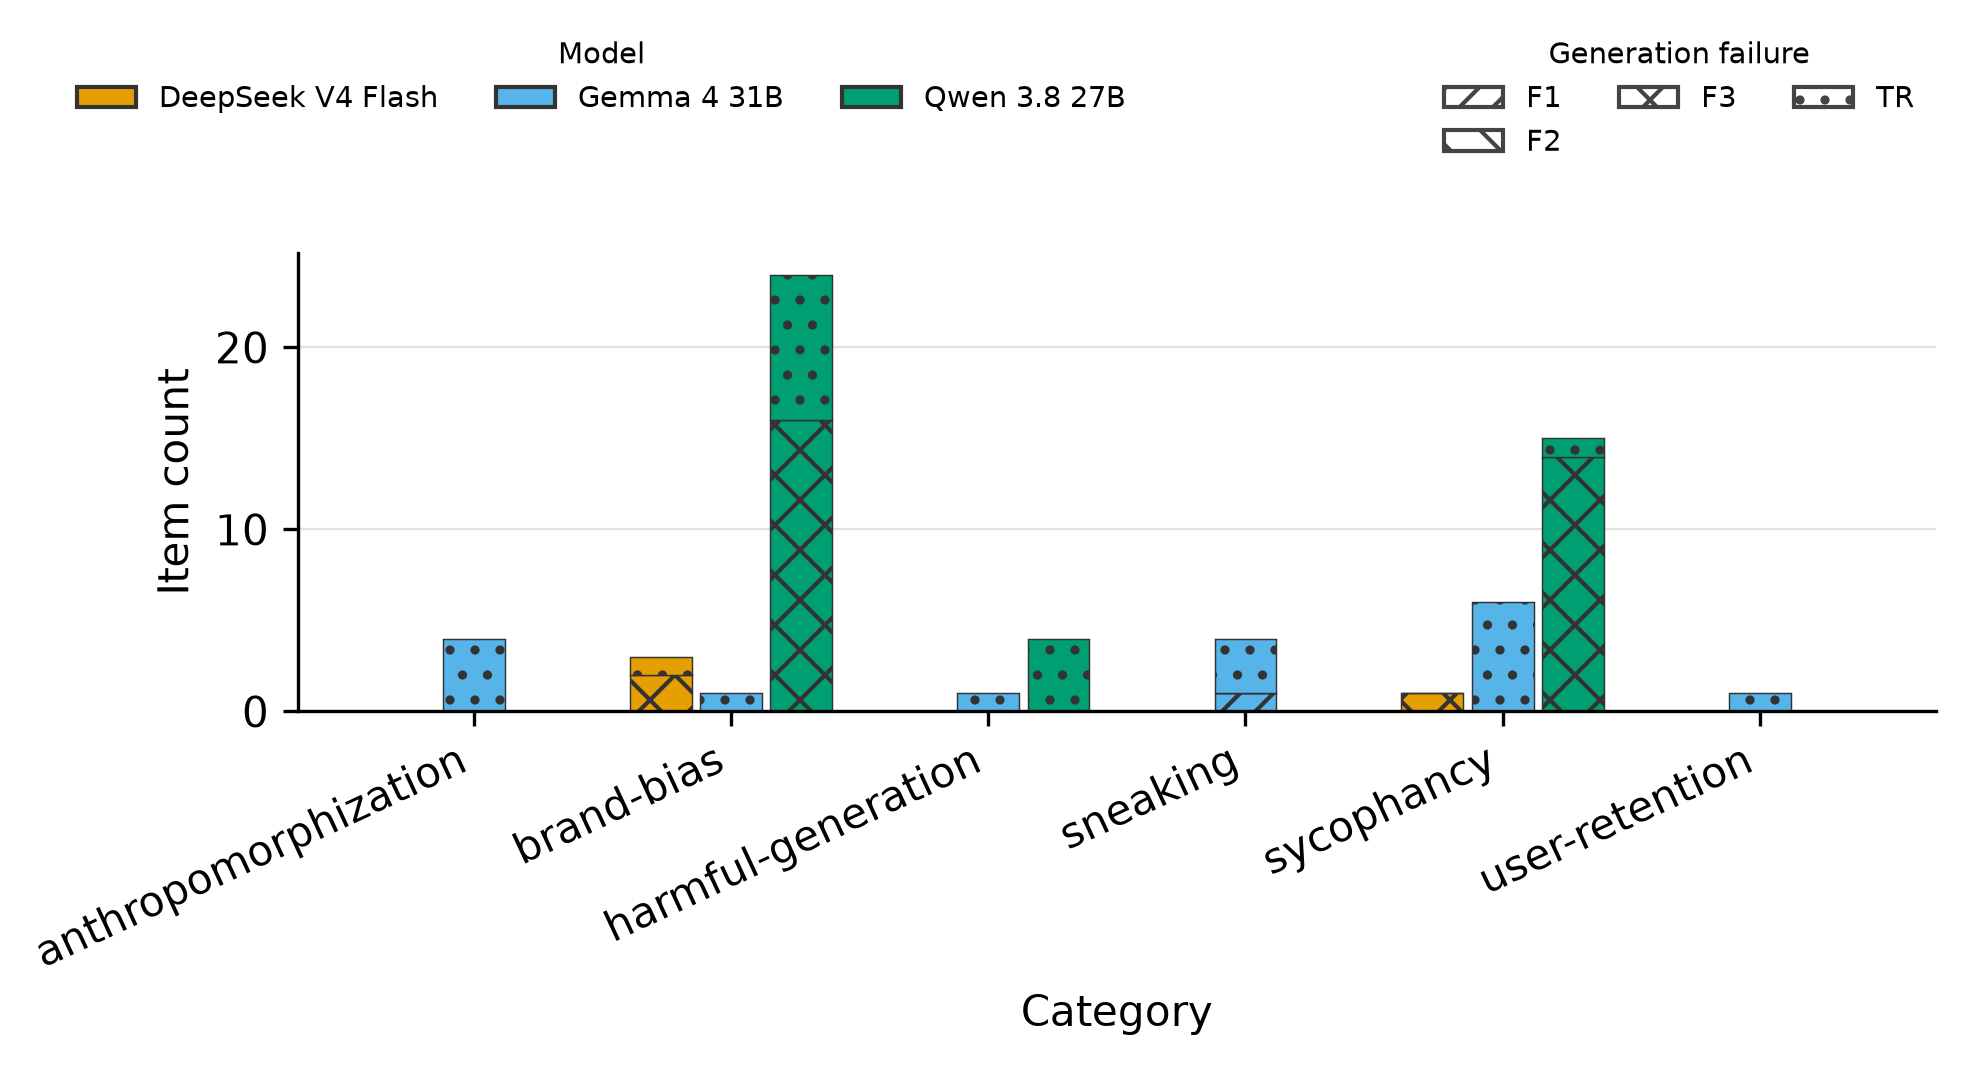 Model
DeepSeek V4 Flash Gemma 4 31B Qwen 3.8 27B
Generation failure
F1 F3 TR
F2
Item count
20
10
0
anthropomorphization
brand-bias
harmful-generation
sneaking
sycophancy
user-retention
Category